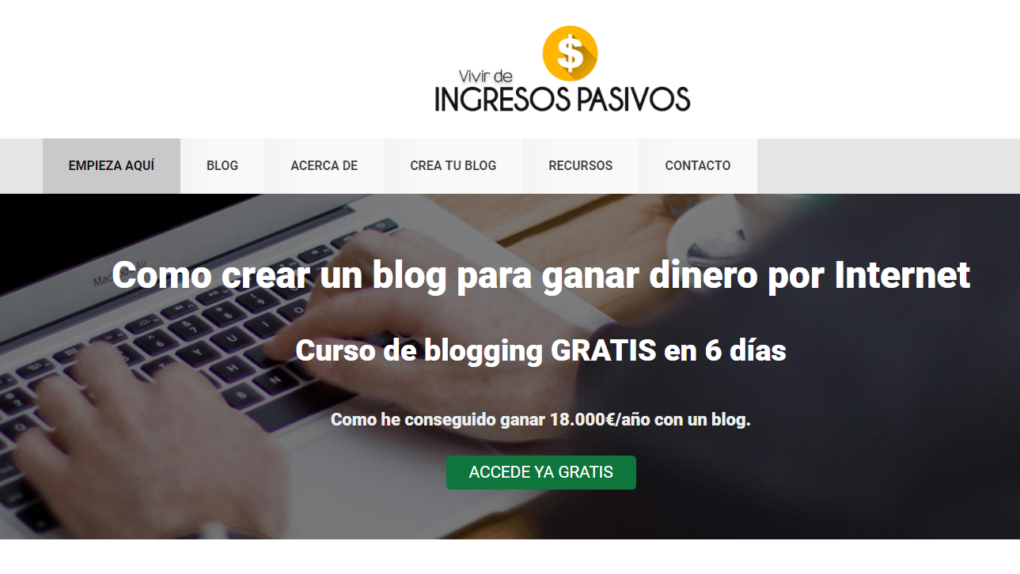 $
Vivir de
INGRESOS PASIVOS
EMPIEZA AQUÍ
BLOG
ACERCA DE
CREA TU BLOG
RECURSOS
CONTACTO
MacBook Air
Como crear un blog para ganar dinero por Internet
Curso de blogging GRATIS en 6 días
Como he conseguido ganar 18.000€/año con un blog.
ACCEDE YA GRATIS